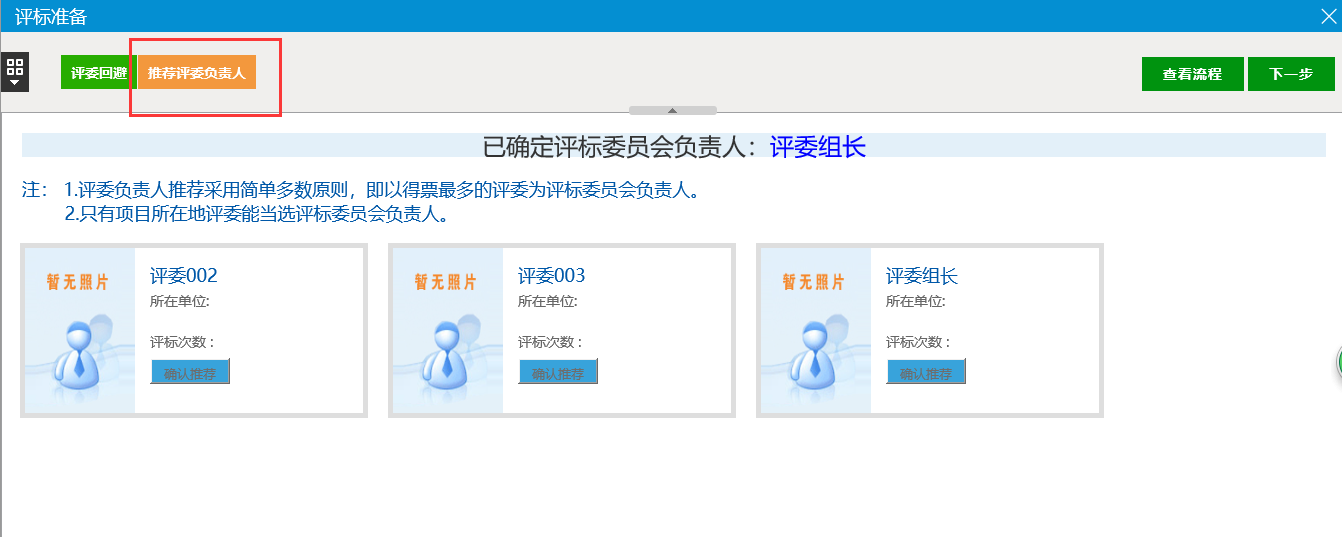 评标准备
评委回避 推荐评委负责人 查看流程 下一步
已确定评标委员会负责人：评委组长
注： 1.评委负责人推荐采用简单多数原则，即以得票最多的评委为评标委员会负责人。
2.只有项目所在地评委能当选评标委员会负责人。
暂无照片
评委002
所在单位:
评标次数 :
确认推荐
暂无照片
评委003
所在单位:
评标次数 :
确认推荐
暂无照片
评委组长
所在单位:
评标次数 :
确认推荐